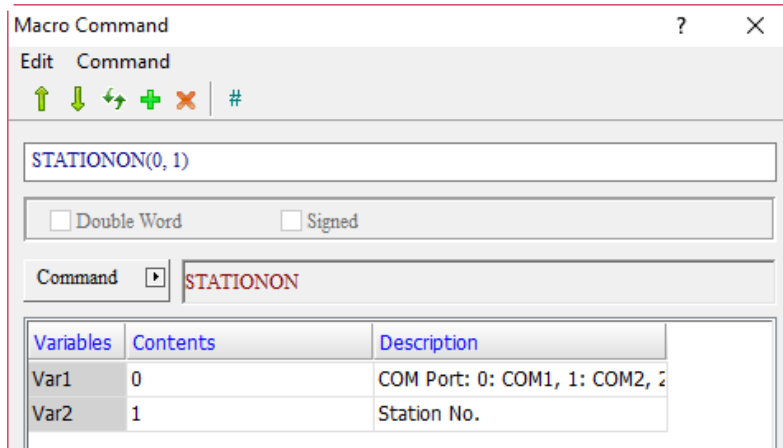 Macro Command ?
Edit Command
#
STATIONON(0, 1)
Double Word Signed
Command STATIONON
Variables Contents Description
Var1 0 COM Port: 0: COM1, 1: COM2, 2
Var2 1 Station No.